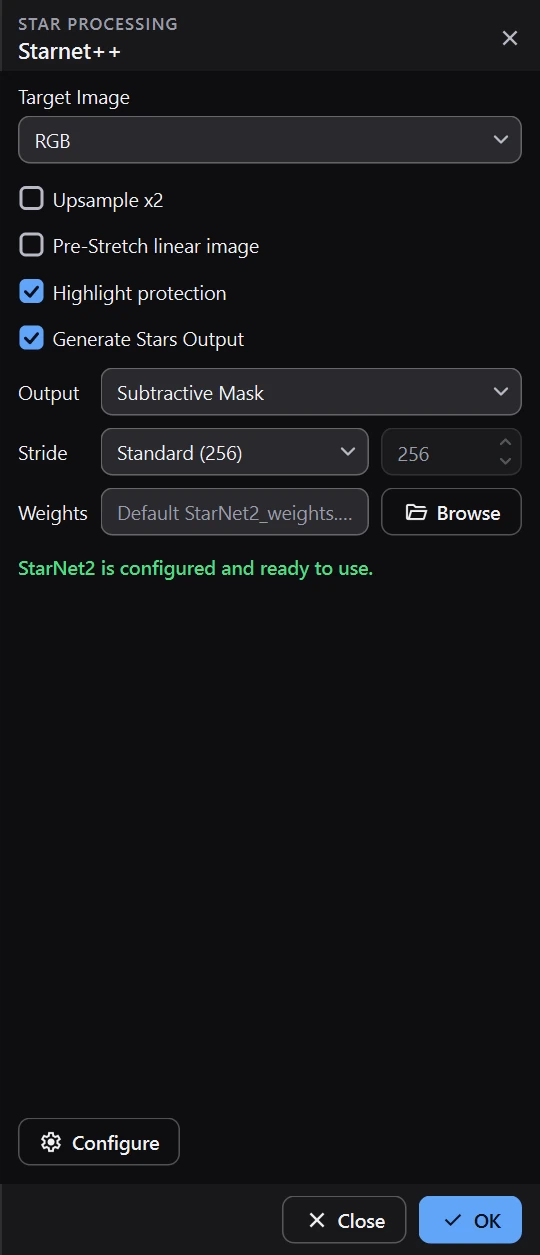 STAR PROCESSING
Starnet++
Target Image
RGB
Upsample x2
Pre-Stretch linear image
Highlight protection
Generate Stars Output
Output Subtractive Mask
Stride Standard (256) 256
Weights Default StarNet2_weights.... Browse
StarNet2 is configured and ready to use.
Configure
Close OK